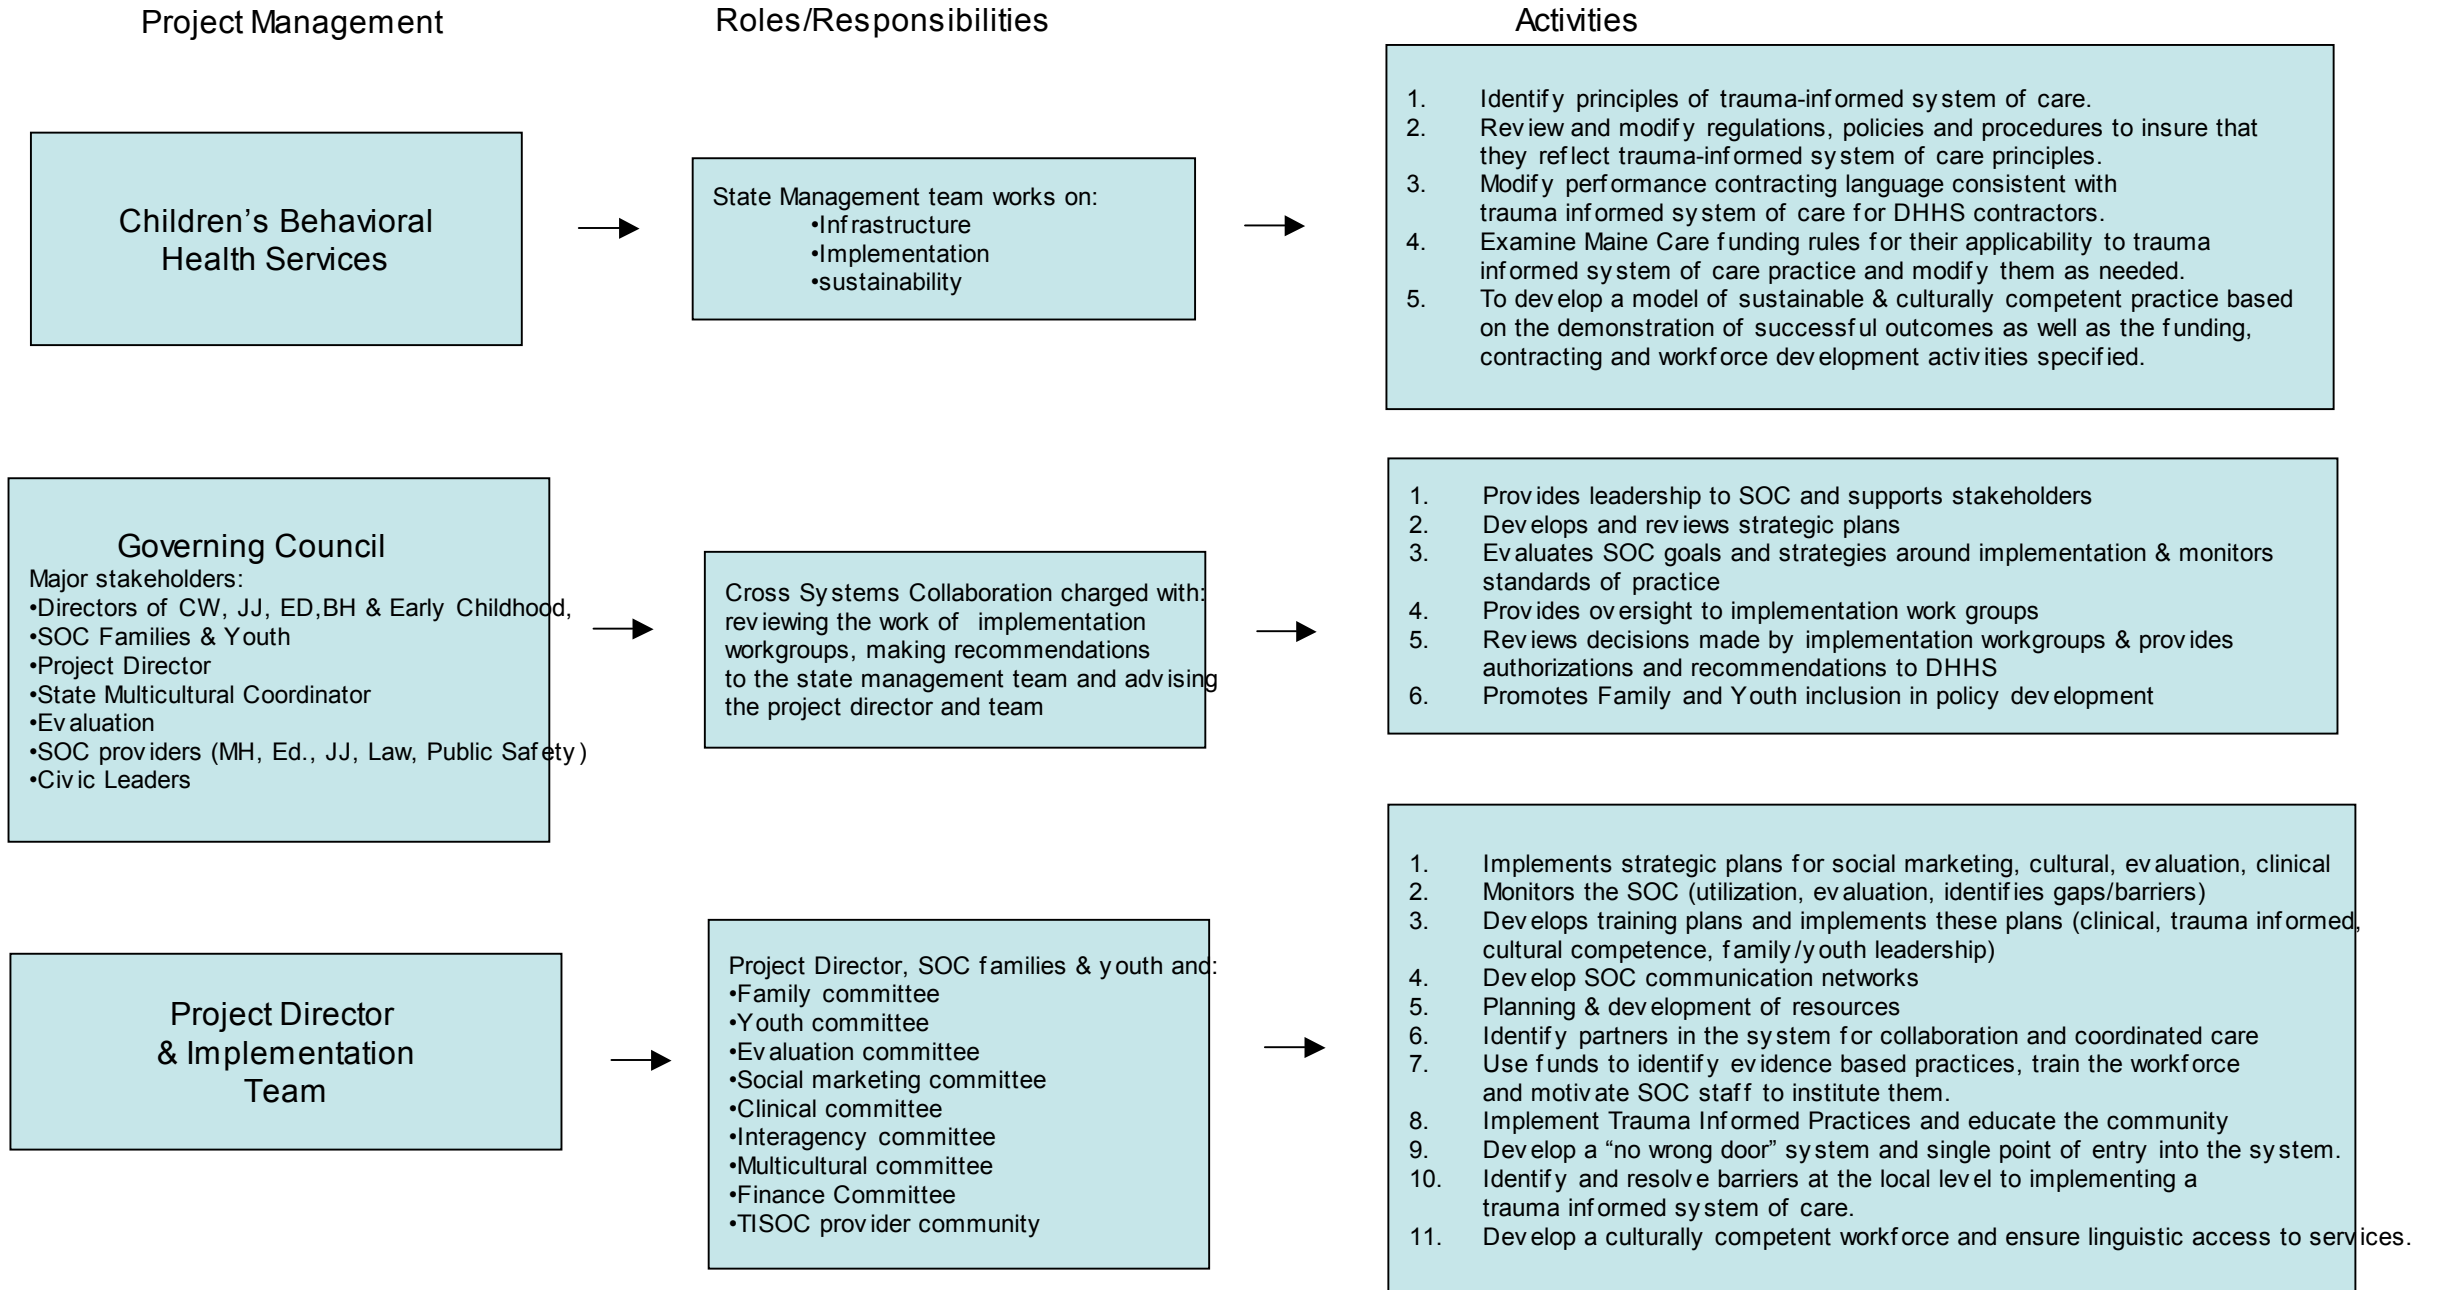 Project Management
Roles/Responsibilities
Activities
Children’s Behavioral
Health Services
State Management team works on:
•Infrastructure
•Implementation
•sustainability
1. Identify principles of trauma-informed system of care.
2. Review and modify regulations, policies and procedures to insure that
they reflect trauma-informed system of care principles.
3. Modify performance contracting language consistent with
trauma informed system of care for DHHS contractors.
4. Examine Maine Care funding rules for their applicability to trauma
informed system of care practice and modify them as needed.
5. To develop a model of sustainable & culturally competent practice based
on the demonstration of successful outcomes as well as the funding,
contracting and workforce development activities specified.
Governing Council
Major stakeholders:
•Directors of CW, JJ, ED,BH & Early Childhood,
•SOC Families & Youth
•Project Director
•State Multicultural Coordinator
•Evaluation
•SOC providers (MH, Ed., JJ, Law, Public Safety)
•Civic Leaders
Cross Systems Collaboration charged with:
reviewing the work of implementation
workgroups, making recommendations
to the state management team and advising
the project director and team
1. Provides leadership to SOC and supports stakeholders
2. Develops and reviews strategic plans
3. Evaluates SOC goals and strategies around implementation & monitors
standards of practice
4. Provides oversight to implementation work groups
5. Reviews decisions made by implementation workgroups & provides
authorizations and recommendations to DHHS
6. Promotes Family and Youth inclusion in policy development
Project Director
& Implementation
Team
Project Director, SOC families & youth and:
•Family committee
•Youth committee
•Evaluation committee
•Social marketing committee
•Clinical committee
•Interagency committee
•Multicultural committee
•Finance Committee
•TISOC provider community
1. Implements strategic plans for social marketing, cultural, evaluation, clinical
2. Monitors the SOC (utilization, evaluation, identifies gaps/barriers)
3. Develops training plans and implements these plans (clinical, trauma informed,
cultural competence, family/youth leadership)
4. Develop SOC communication networks
5. Planning & development of resources
6. Identify partners in the system for collaboration and coordinated care
7. Use funds to identify evidence based practices, train the workforce
and motivate SOC staff to institute them.
8. Implement Trauma Informed Practices and educate the community
9. Develop a “no wrong door” system and single point of entry into the system.
10. Identify and resolve barriers at the local level to implementing a
trauma informed system of care.
11. Develop a culturally competent workforce and ensure linguistic access to services.